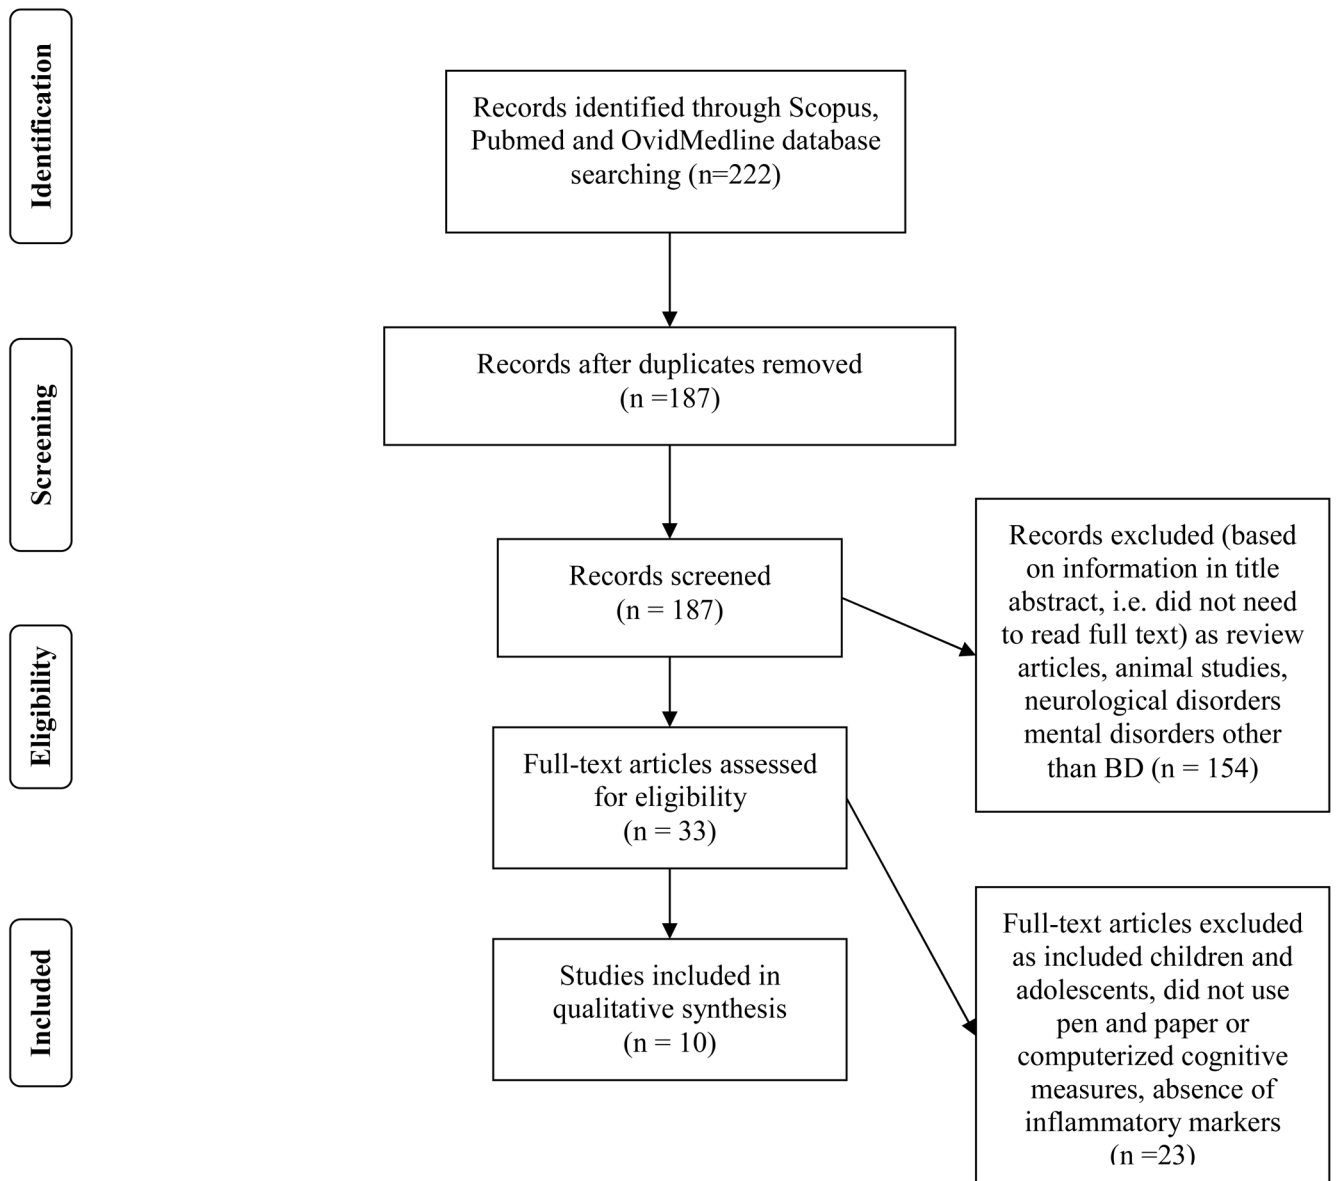 Identification
Records identified through Scopus,
Pubmed and OvidMedline database
searching (n=222)
Screening
Records after duplicates removed
(n =187)
Records screened
(n = 187)
Records excluded (based
on information in title
abstract, i.e. did not need
to read full text) as review
articles, animal studies,
neurological disorders
mental disorders other
than BD (n = 154)
Eligibility
Full-text articles assessed
for eligibility
(n = 33)
Included
Studies included in
qualitative synthesis
(n = 10)
Full-text articles excluded
as included children and
adolescents, did not use
pen and paper or
computerized cognitive
measures, absence of
inflammatory markers
(n =23)